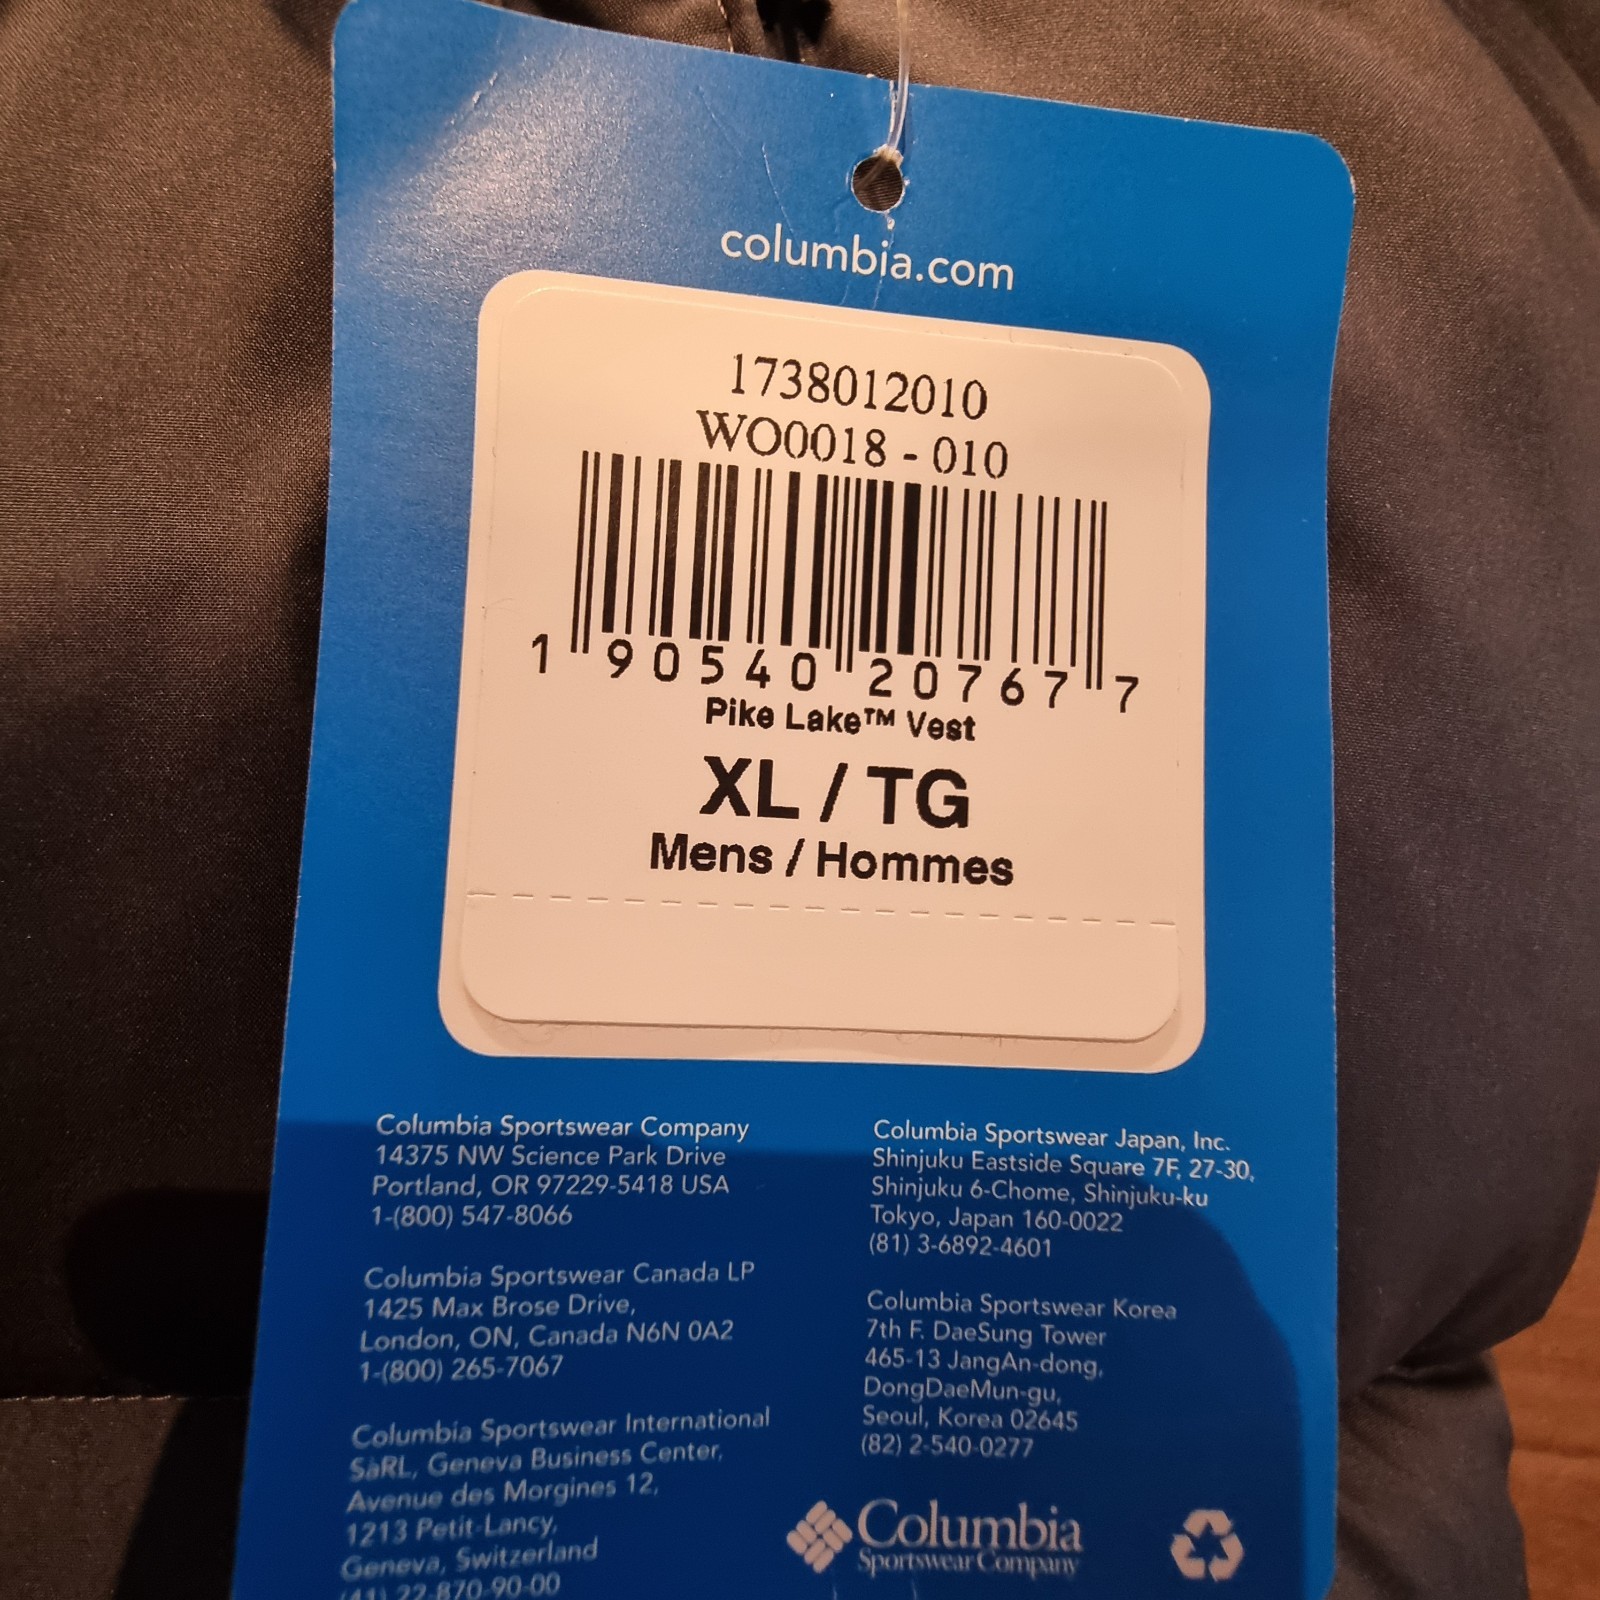 columbia.com
1738012010
WO0018 - 010
1 90540 20767 7
Pike Lake™ Vest
XL / TG
Mens / Hommes
Columbia Sportswear Company
14375 NW Science Park Drive
Portland, OR 97229-5418 USA
1-(800) 547-8066
Columbia Sportswear Canada LP
1425 Max Brose Drive,
London, ON, Canada N6N 0A2
1-(800) 265-7067
Columbia Sportswear International
SàRL, Geneva Business Center,
Avenue des Morgines 12,
1213 Petit-Lancy,
Geneva, Switzerland
(41) 22-870-90-00
Columbia Sportswear Japan, Inc.
Shinjuku Eastside Square 7F, 27-30,
Shinjuku 6-Chome, Shinjuku-ku
Tokyo, Japan 160-0022
(81) 3-6892-4601
Columbia Sportswear Korea
7th F. DaeSung Tower
465-13 JangAn-dong,
DongDaeMun-gu,
Seoul, Korea 02645
(82) 2-540-0277
Columbia
Sportswear Company